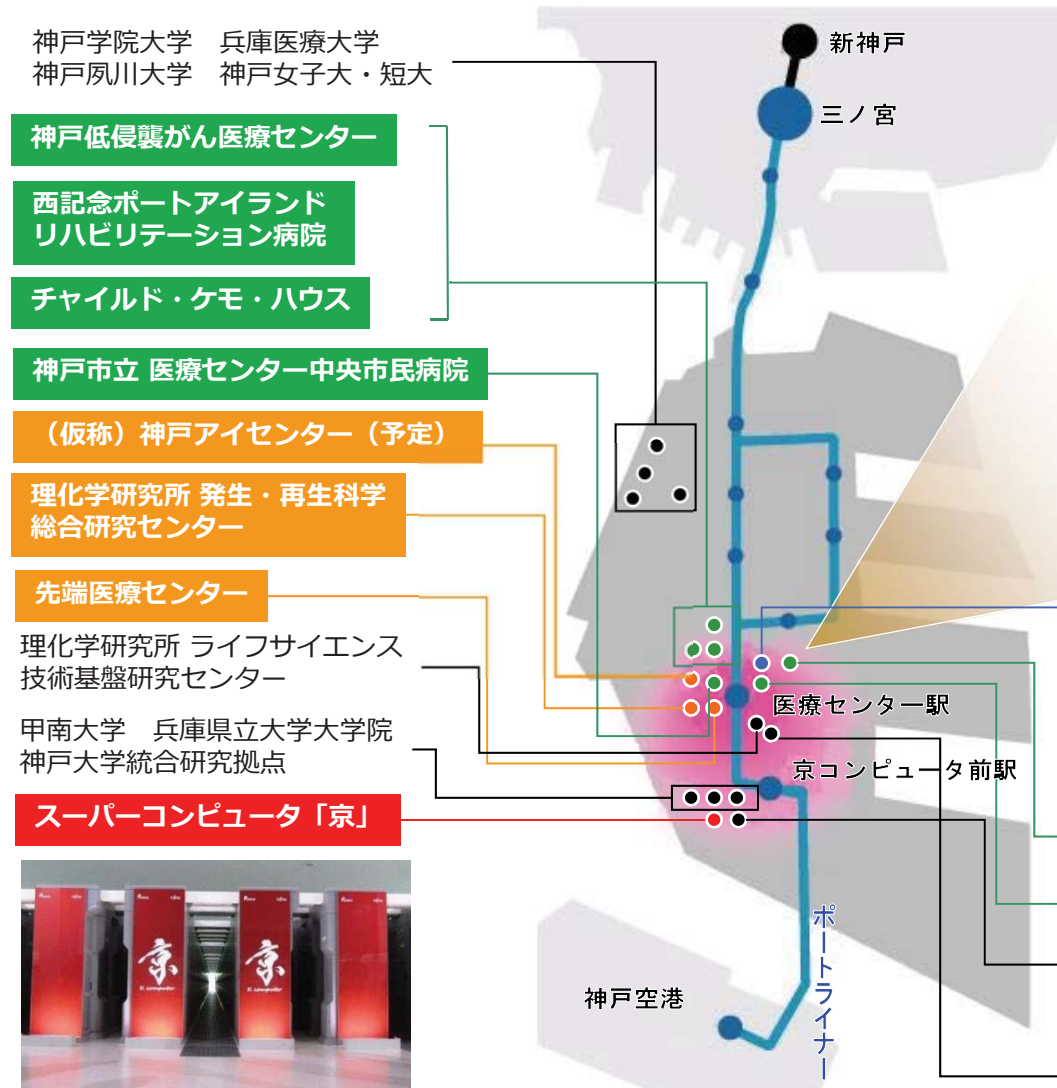 神戸学院大学　兵庫医療大学
神戸夙川大学　神戸女子大・短大
神戸低侵襲がん医療センター
西記念ポートアイランド
リハビリテーション病院
チャイルド・ケモ・ハウス
神戸市立 医療センター中央市民病院
（仮称）神戸アイセンター（予定）
理化学研究所 発生・再生科学
総合研究センター
先端医療センター
理化学研究所 ライフサイエンス
技術基盤研究センター
甲南大学　兵庫県立大学大学院
神戸大学統合研究拠点
スーパーコンピュータ「京」
京
K computer
京
K computer
新神戸
三ノ宮
医療センター駅
京コンピュータ前駅
ポートライナー
神戸空港